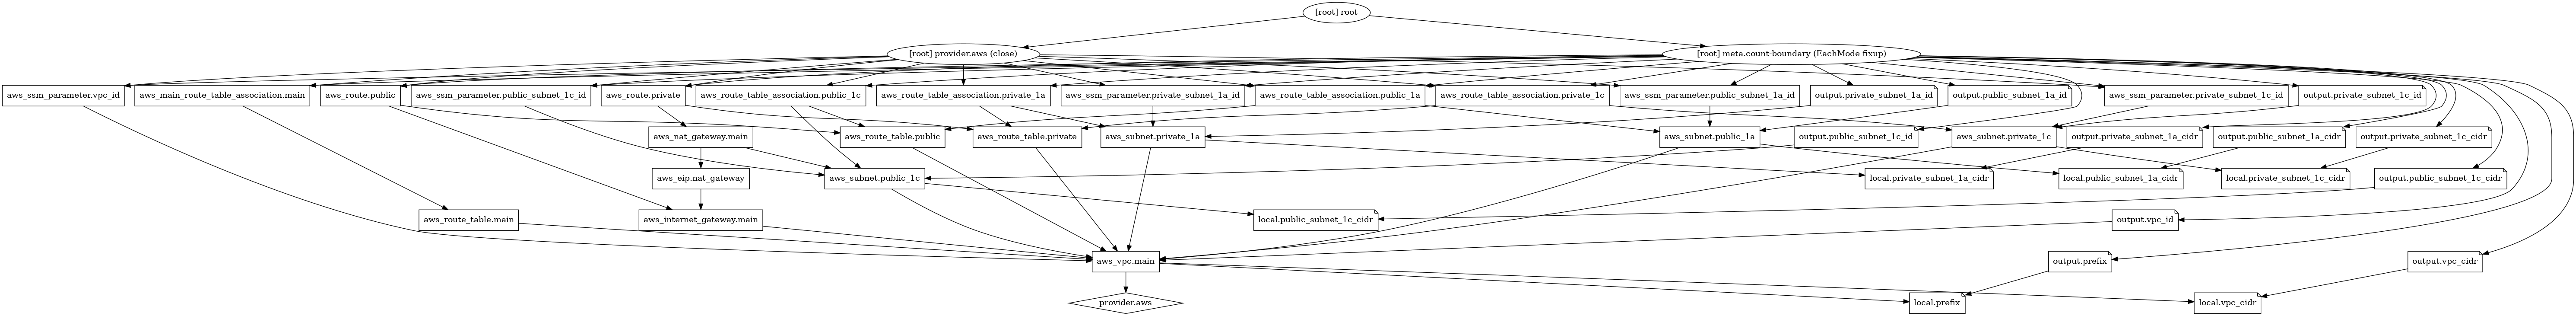 [root] root
[root] provider.aws (close)
[root] meta.count-boundary (EachMode fixup)
aws_ssm_parameter.vpc_id
aws_main_route_table_association.main
aws_route.public
aws_ssm_parameter.public_subnet_1c_id
aws_route.private
aws_route_table_association.public_1c
aws_route_table_association.private_1a
aws_ssm_parameter.private_subnet_1a_id
aws_route_table_association.public_1a
aws_route_table_association.private_1c
aws_ssm_parameter.public_subnet_1a_id
output.private_subnet_1a_id
output.public_subnet_1a_id
aws_ssm_parameter.private_subnet_1c_id
output.private_subnet_1c_id
aws_nat_gateway.main
aws_route_table.public
aws_route_table.private
aws_subnet.private_1a
aws_subnet.public_1a
output.public_subnet_1c_id
aws_subnet.private_1c
output.private_subnet_1a_cidr
output.public_subnet_1a_cidr
output.private_subnet_1c_cidr
aws_eip.nat_gateway
aws_subnet.public_1c
local.private_subnet_1a_cidr
local.public_subnet_1a_cidr
local.private_subnet_1c_cidr
output.public_subnet_1c_cidr
aws_route_table.main
aws_internet_gateway.main
local.public_subnet_1c_cidr
output.vpc_id
aws_vpc.main
output.prefix
output.vpc_cidr
provider.aws
local.prefix
local.vpc_cidr